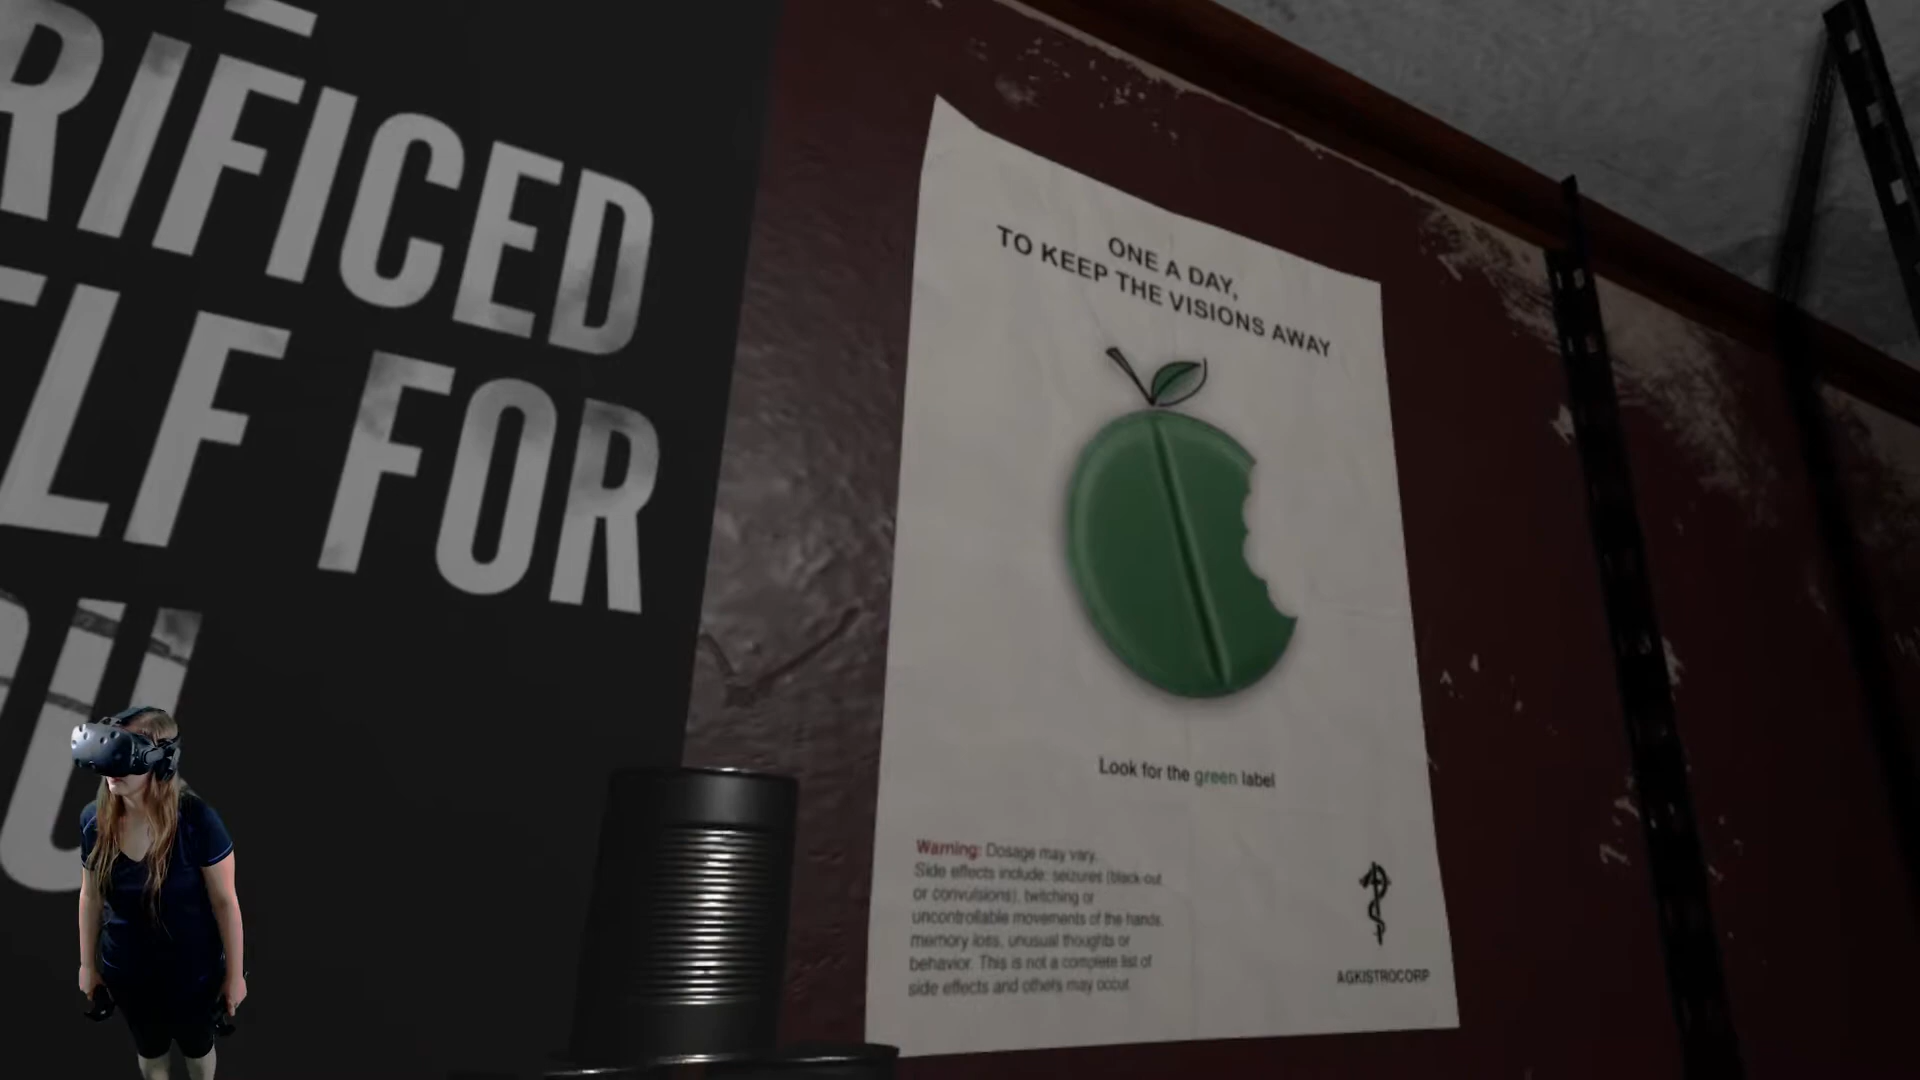 RIFICED
ELF FOR
OU
ONE A DAY,
TO KEEP THE VISIONS AWAY
Look for the green label
Warning: Dosage may vary.
Side effects include: seizures (black-out
or convulsions), twitching or
uncontrollable movements of the hands,
memory loss, unusual thoughts or
behavior. This is not a complete list of
side effects and others may occur
AGKISTROCORP